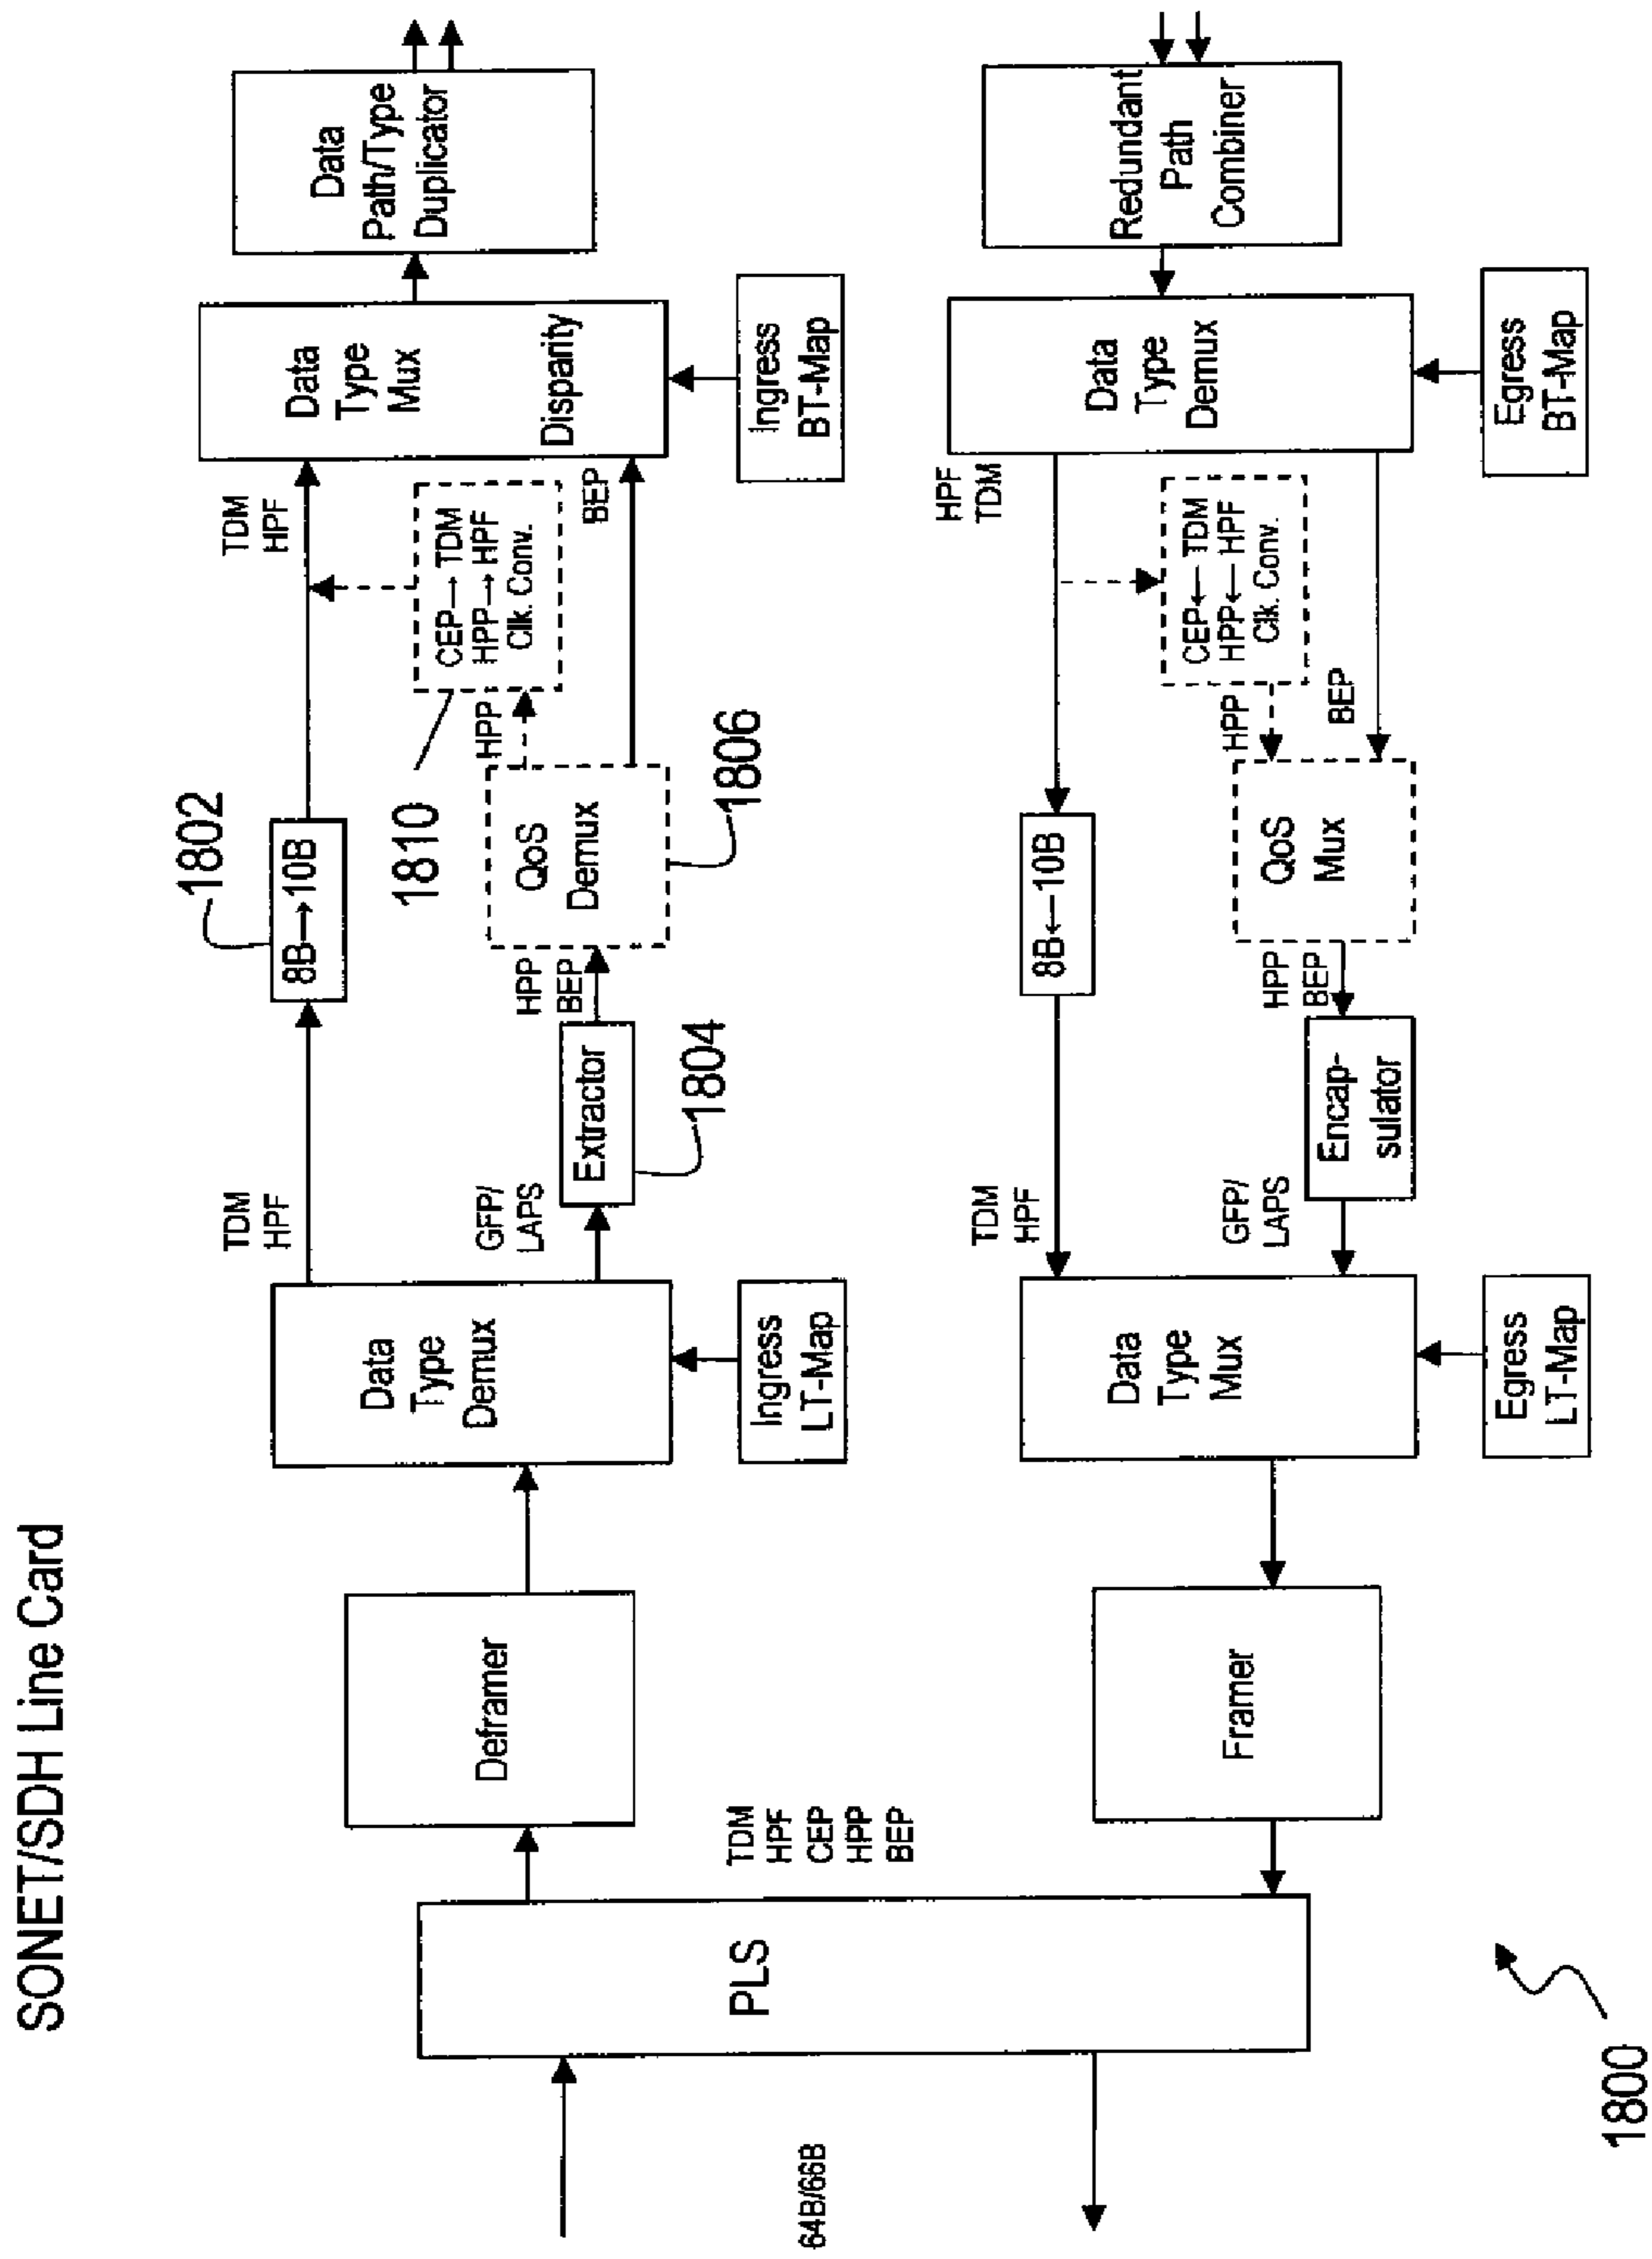 SONET/SDH Line Card
64B/66B
PLS
TDM
HPF
CEP
HPP
BEP
Deframer
Data
Type
Demux
Ingress
LT-Map
TDM
HPF
GFP/
LAPS
1802
8B→10B
Extractor
1804
HPP
BEP
QoS
Demux
1806
1810
HPP
CEP→TDM
HPP→HPF
Clk. Conv.
TDM
HPF
BEP
Data
Type
Mux
Disparity
Ingress
BT-Map
Data
Path/Type
Duplicator
Framer
Data
Type
Mux
Egress
LT-Map
TDM
HPF
GFP/
LAPS
8B←10B
Encap-
sulator
HPP
BEP
QoS
Mux
HPP
BEP
CEP←TDM
HPP←HPF
Clk. Conv.
HPF
TDM
Data
Type
Demux
Egress
BT-Map
Redundant
Path
Combiner
1800